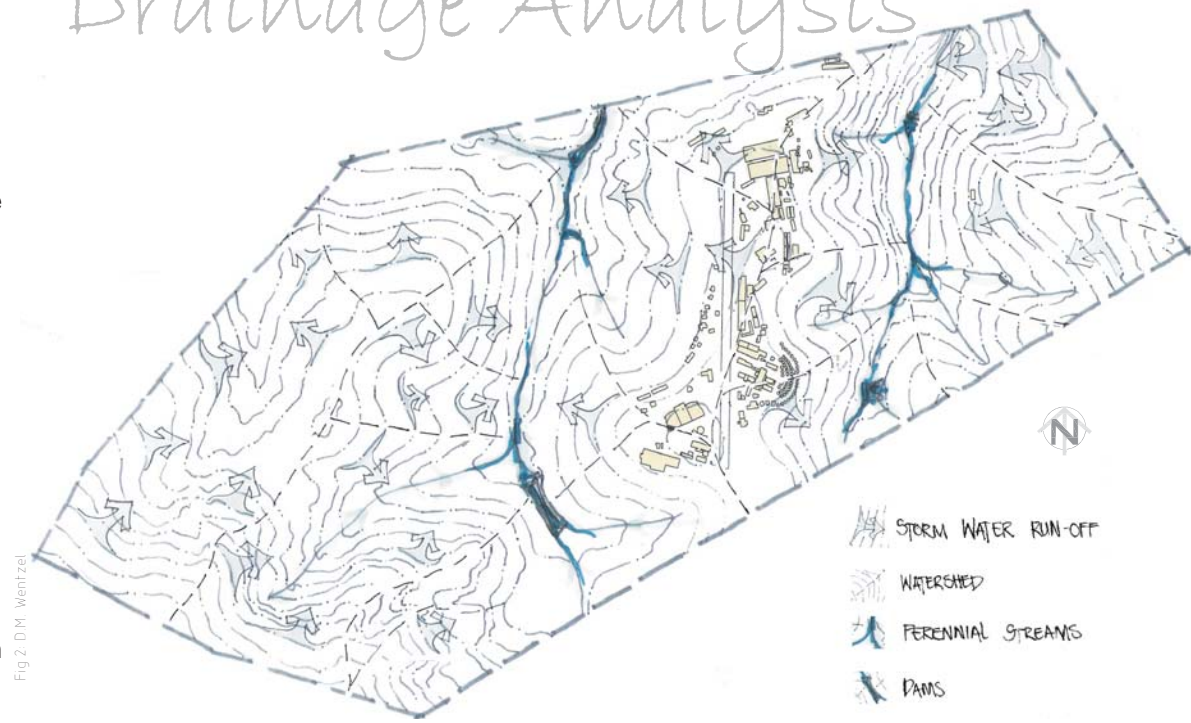 Drainage Analysis
N
STORM WATER RUN-OFF
WATERSHED
PERENNIAL STREAMS
DAMS
Fig 2 D M Wentzel